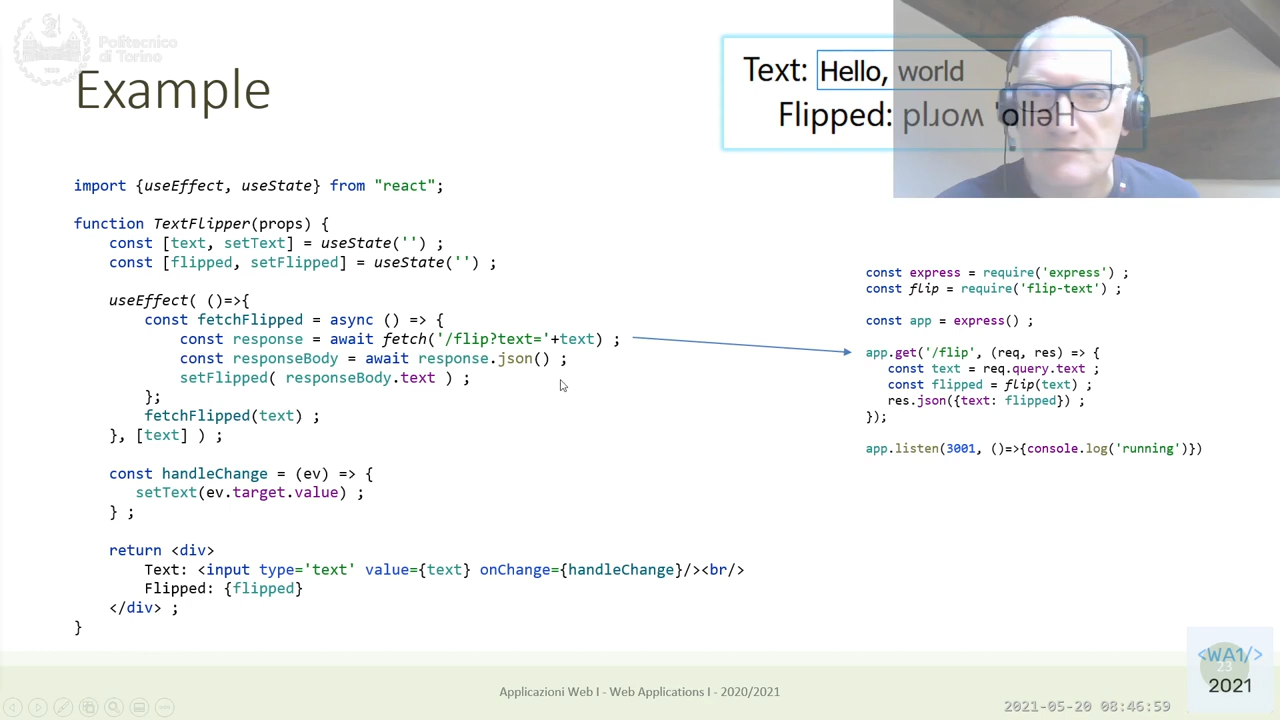 Politecnico
di Torino
Example
Text: Hello, world
Flipped: plɹoʍ ‘ollǝH
import {useEffect, useState} from "react";
function TextFlipper(props) {
const [text, setText] = useState('') ;
const [flipped, setFlipped] = useState('') ;
useEffect( ()=>{
const fetchFlipped = async () => {
const response = await fetch('/flip?text='+text) ;
const responseBody = await response.json() ;
setFlipped( responseBody.text ) ;
};
fetchFlipped(text) ;
}, [text] ) ;
const handleChange = (ev) => {
setText(ev.target.value) ;
} ;
return <div>
Text: <input type='text' value={text} onChange={handleChange}/><br/>
Flipped: {flipped}
</div> ;
}
const express = require('express') ;
const flip = require('flip-text') ;
const app = express() ;
app.get('/flip', (req, res) => {
const text = req.query.text ;
const flipped = flip(text) ;
res.json({text: flipped}) ;
});
app.listen(3001, ()=>{console.log('running')})
Applicazioni Web I - Web Applications I - 2020/2021
<WA1/>
23
2021
2021-05-20 08:46:59